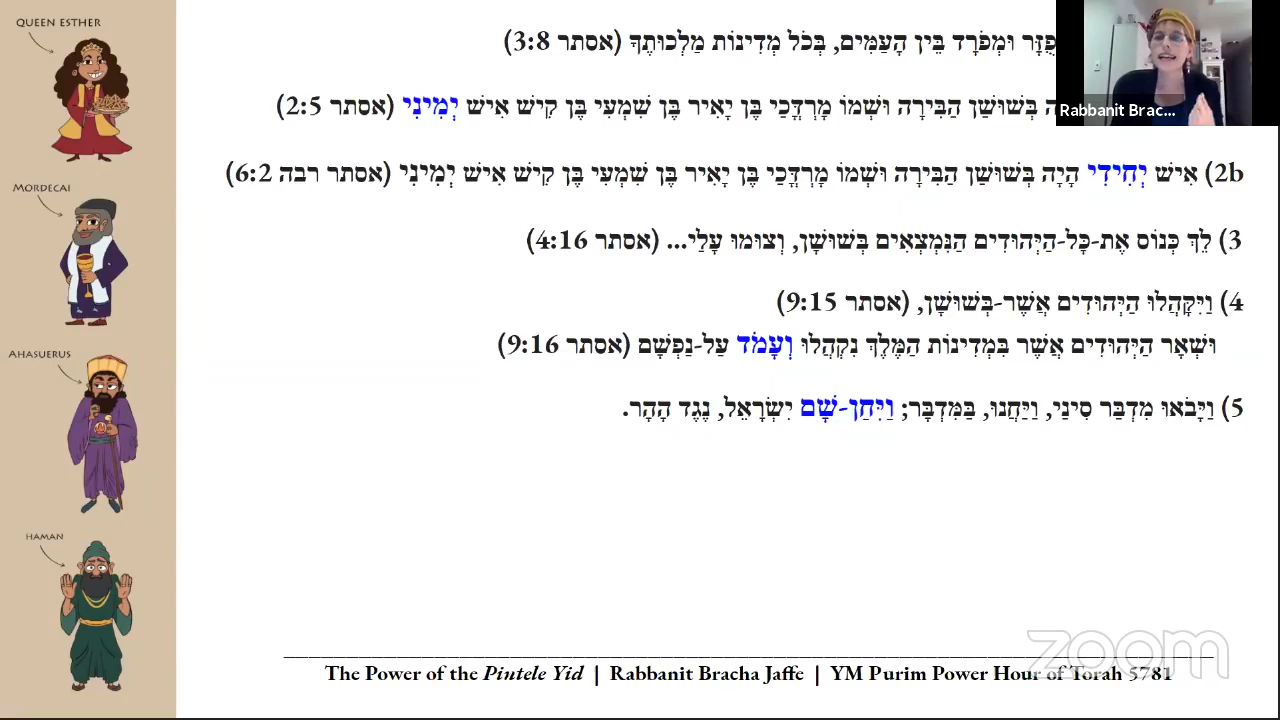 QUEEN ESTHER
MORDECAI
AHASUERUS
HAMAN
וּמְפֹרָד בֵּין הָעַמִּים, בְּכֹל מְדִינוֹת מַלְכוּתֶךָ (אסתר 3:8)
בְּשׁוּשַׁן הַבִּירָה וּשְׁמוֹ מָרְדֳּכַי בֶּן יָאִיר בֶּן שִׁמְעִי בֶּן קִישׁ אִישׁ יְמִינִי (אסתר 2:5)
2b) אִישׁ יְחִידִי הָיָה בְּשׁוּשַׁן הַבִּירָה וּשְׁמוֹ מָרְדֳּכַי בֶּן יָאִיר בֶּן שִׁמְעִי בֶּן קִישׁ אִישׁ יְמִינִי (אסתר רבה 6:2)
3) לֵךְ כְּנוֹס אֶת-כָּל-הַיְּהוּדִים הַנִּמְצְאִים בְּשׁוּשָׁן, וְצוּמוּ עָלַי... (אסתר 4:16)
4) וַיִּקָּהֲלוּ הַיְּהוּדִים אֲשֶׁר-בְּשׁוּשָׁן, (אסתר 9:15)
וּשְׁאָר הַיְּהוּדִים אֲשֶׁר בִּמְדִינוֹת הַמֶּלֶךְ נִקְהֲלוּ וְעָמֹד עַל-נַפְשָׁם (אסתר 9:16)
5) וַיָּבֹאוּ מִדְבַּר סִינַי, וַיַּחֲנוּ, בַּמִּדְבָּר; וַיִּחַן-שָׁם יִשְׂרָאֵל, נֶגֶד הָהָר.
Rabbanit Brac...
The Power of the Pintele Yid | Rabbanit Bracha Jaffe | YM Purim Power Hour of Torah 5781
zoom